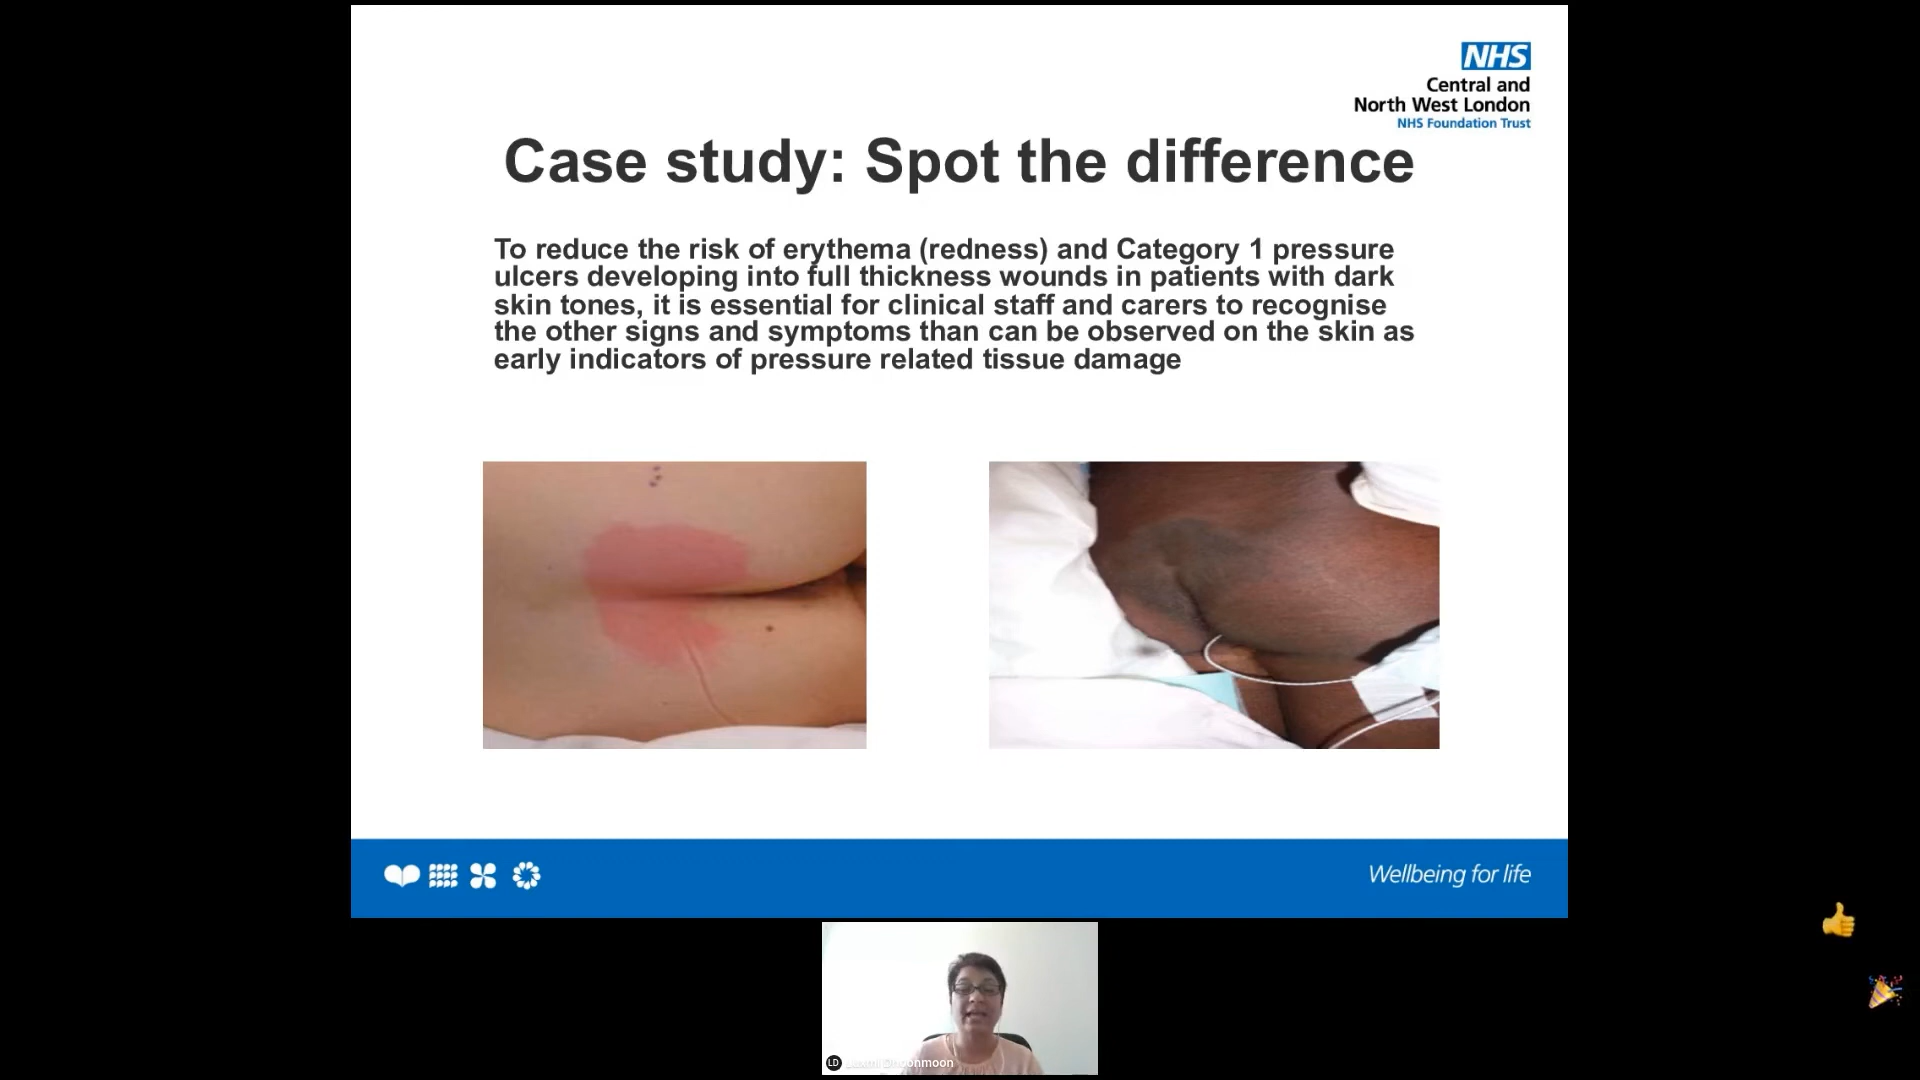 NHS
Central and
North West London
NHS Foundation Trust
Case study: Spot the difference
To reduce the risk of erythema (redness) and Category 1 pressure
ulcers developing into full thickness wounds in patients with dark
skin tones, it is essential for clinical staff and carers to recognise
the other signs and symptoms than can be observed on the skin as
early indicators of pressure related tissue damage
Wellbeing for life
LD